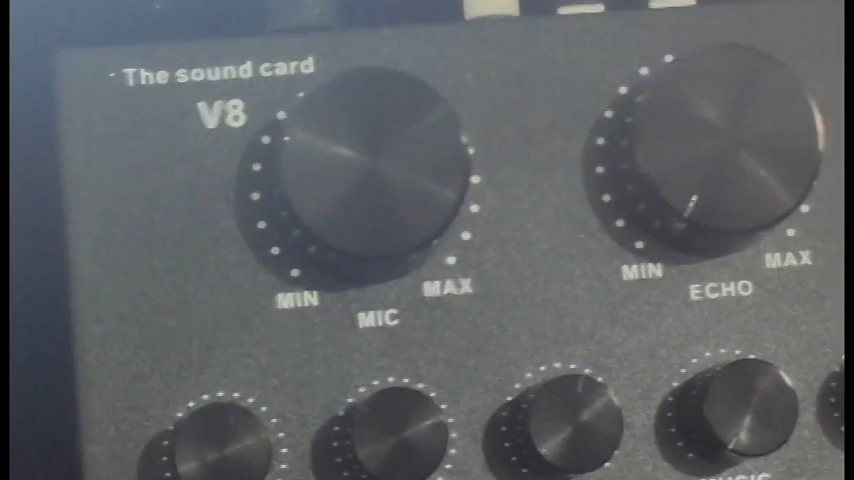 The sound card
V8
MIN
MAX
MIC
MIN
MAX
ECHO